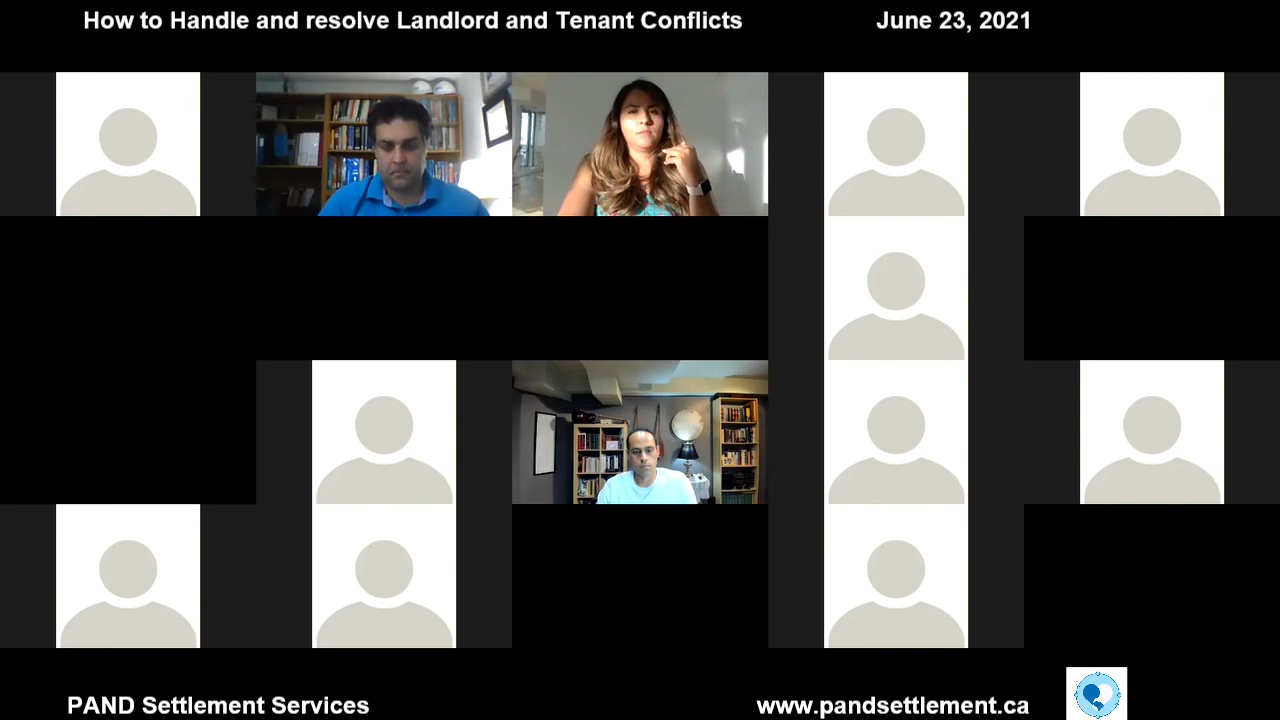 How to Handle and resolve Landlord and Tenant Conflicts
June 23, 2021
PAND Settlement Services
www.pandsettlement.ca